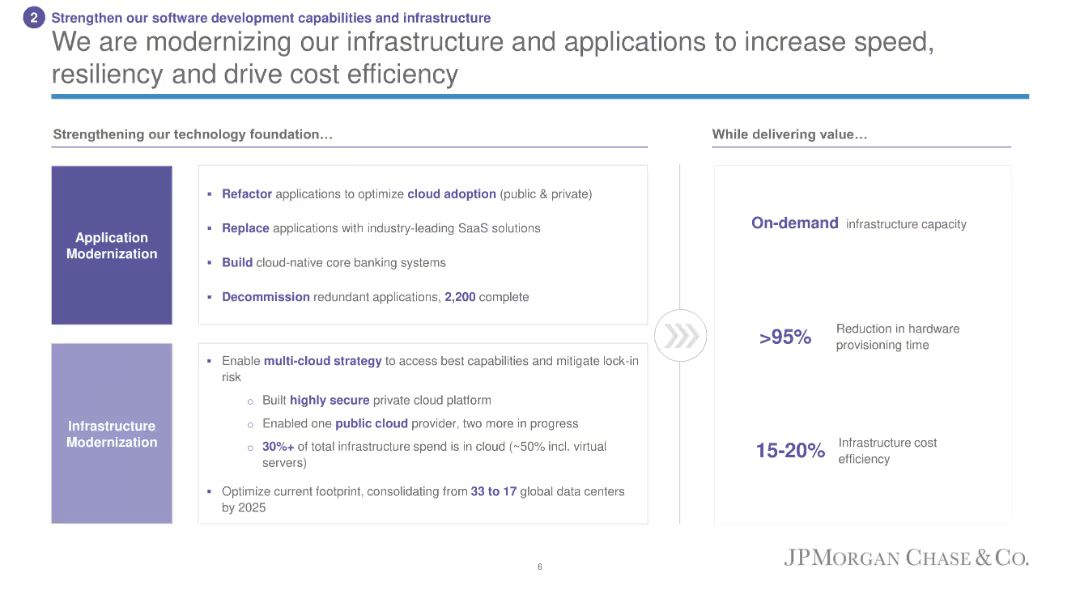 2 Strengthen our software development capabilities and infrastructure
We are modernizing our infrastructure and applications to increase speed,
resiliency and drive cost efficiency
Strengthening our technology foundation…
While delivering value…
Application
Modernization
▪ Refactor applications to optimize cloud adoption (public & private)
▪ Replace applications with industry-leading SaaS solutions
▪ Build cloud-native core banking systems
▪ Decommission redundant applications, 2,200 complete
Infrastructure
Modernization
▪ Enable multi-cloud strategy to access best capabilities and mitigate lock-in
risk
○ Built highly secure private cloud platform
○ Enabled one public cloud provider, two more in progress
○ 30%+ of total infrastructure spend is in cloud (~50% incl. virtual
servers)
▪ Optimize current footprint, consolidating from 33 to 17 global data centers
by 2025
On-demand infrastructure capacity
>95% Reduction in hardware
provisioning time
15-20% Infrastructure cost
efficiency
6
JPMORGAN CHASE & CO.